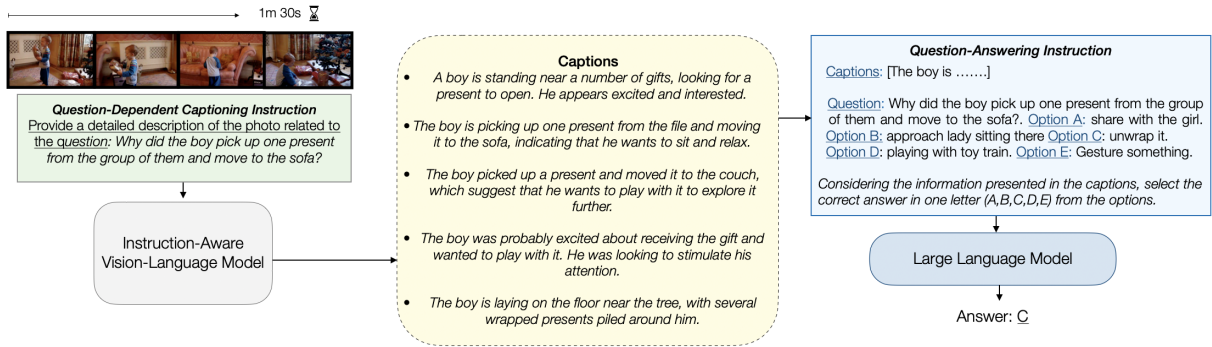 1m 30s
Question-Dependent Captioning Instruction
Provide a detailed description of the photo related to
the question: Why did the boy pick up one present
from the group of them and move to the sofa?
Instruction-Aware
Vision-Language Model
Captions
• A boy is standing near a number of gifts, looking for a
present to open. He appears excited and interested.
• The boy is picking up one present from the file and moving
it to the sofa, indicating that he wants to sit and relax.
• The boy picked up a present and moved it to the couch,
which suggest that he wants to play with it to explore it
further.
• The boy was probably excited about receiving the gift and
wanted to play with it. He was looking to stimulate his
attention.
• The boy is laying on the floor near the tree, with several
wrapped presents piled around him.
Question-Answering Instruction
Captions: [The boy is …….]
Question: Why did the boy pick up one present from the group
of them and move to the sofa?. Option A: share with the girl.
Option B: approach lady sitting there Option C: unwrap it.
Option D: playing with toy train. Option E: Gesture something.
Considering the information presented in the captions, select the
correct answer in one letter (A,B,C,D,E) from the options.
Large Language Model
Answer: C